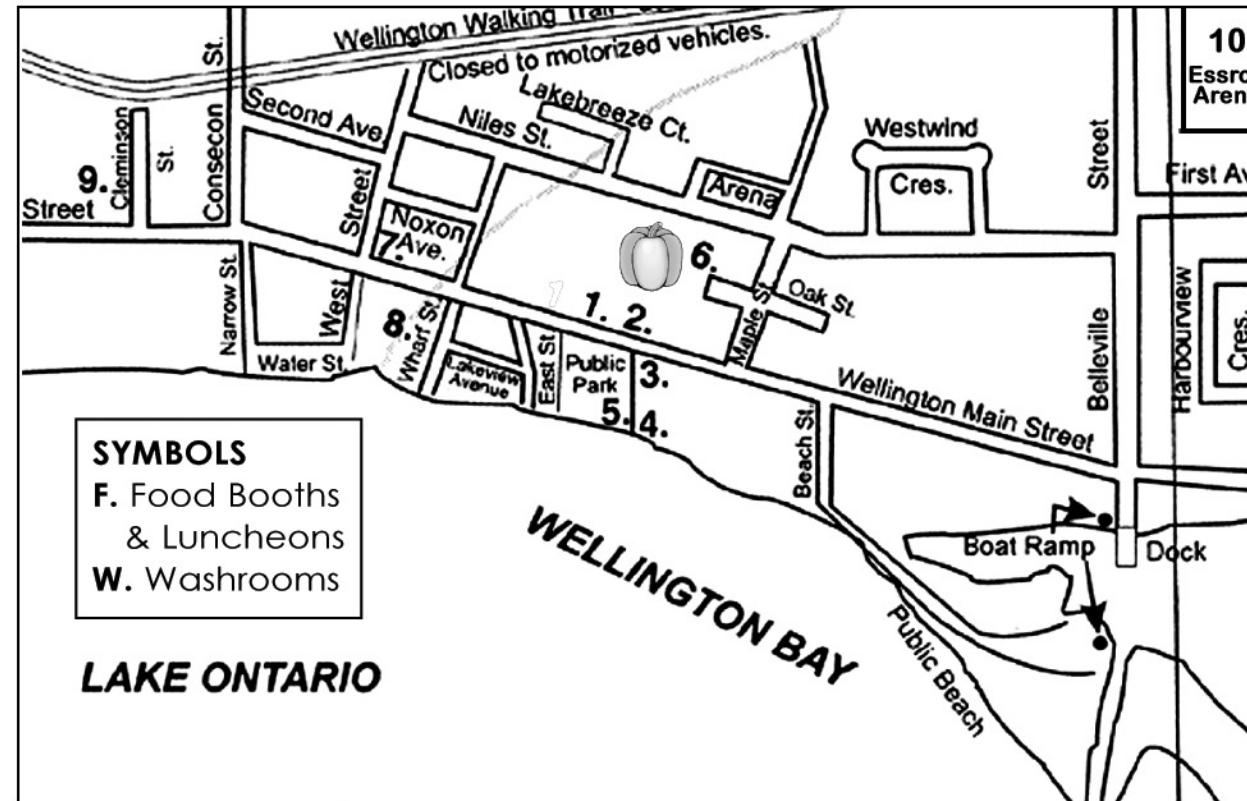 Wellington Walking Trail
Closed to motorized vehicles.
10
Essro
Aren
St.
Consecon
Second Ave.
Niles St.
Lakebreeze Ct.
Westwind
Cres.
Street
First Av
9.
Cleminson
St.
Street
Arena
Street
Noxon
Ave.
7.
6.
Oak St.
Maple St.
1
1. 2.
Narrow St.
West
8.
Wharf St.
Water St.
Lakeview
Avenue
East St.
Public
Park
3.
5. 4.
Wellington Main Street
Beach St.
Belleville
Harbourview
Cres.
SYMBOLS
F. Food Booths
& Luncheons
W. Washrooms
WELLINGTON BAY
Boat Ramp
Dock
Public Beach
LAKE ONTARIO